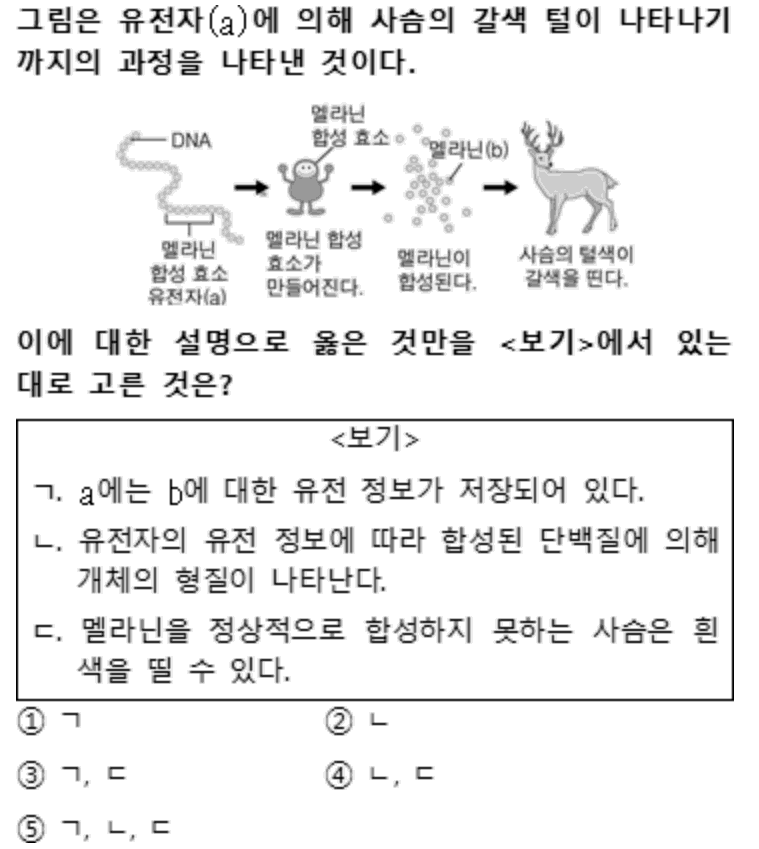 그림은 유전자(a)에 의해 사슴의 갈색 털이 나타나기
까지의 과정을 나타낸 것이다.
DNA
멜라닌
합성 효소
유전자(a)
멜라닌
합성 효소
멜라닌 합성
효소가
만들어진다.
멜라닌(b)
멜라닌이
합성된다.
사슴의 털색이
갈색을 띤다.
이에 대한 설명으로 옳은 것만을 <보기>에서 있는
대로 고른 것은?
<보기>
ㄱ. a에는 b에 대한 유전 정보가 저장되어 있다.
ㄴ. 유전자의 유전 정보에 따라 합성된 단백질에 의해
개체의 형질이 나타난다.
ㄷ. 멜라닌을 정상적으로 합성하지 못하는 사슴은 흰
색을 띨 수 있다.
① ㄱ ② ㄴ
③ ㄱ, ㄷ ④ ㄴ, ㄷ
⑤ ㄱ, ㄴ, ㄷ